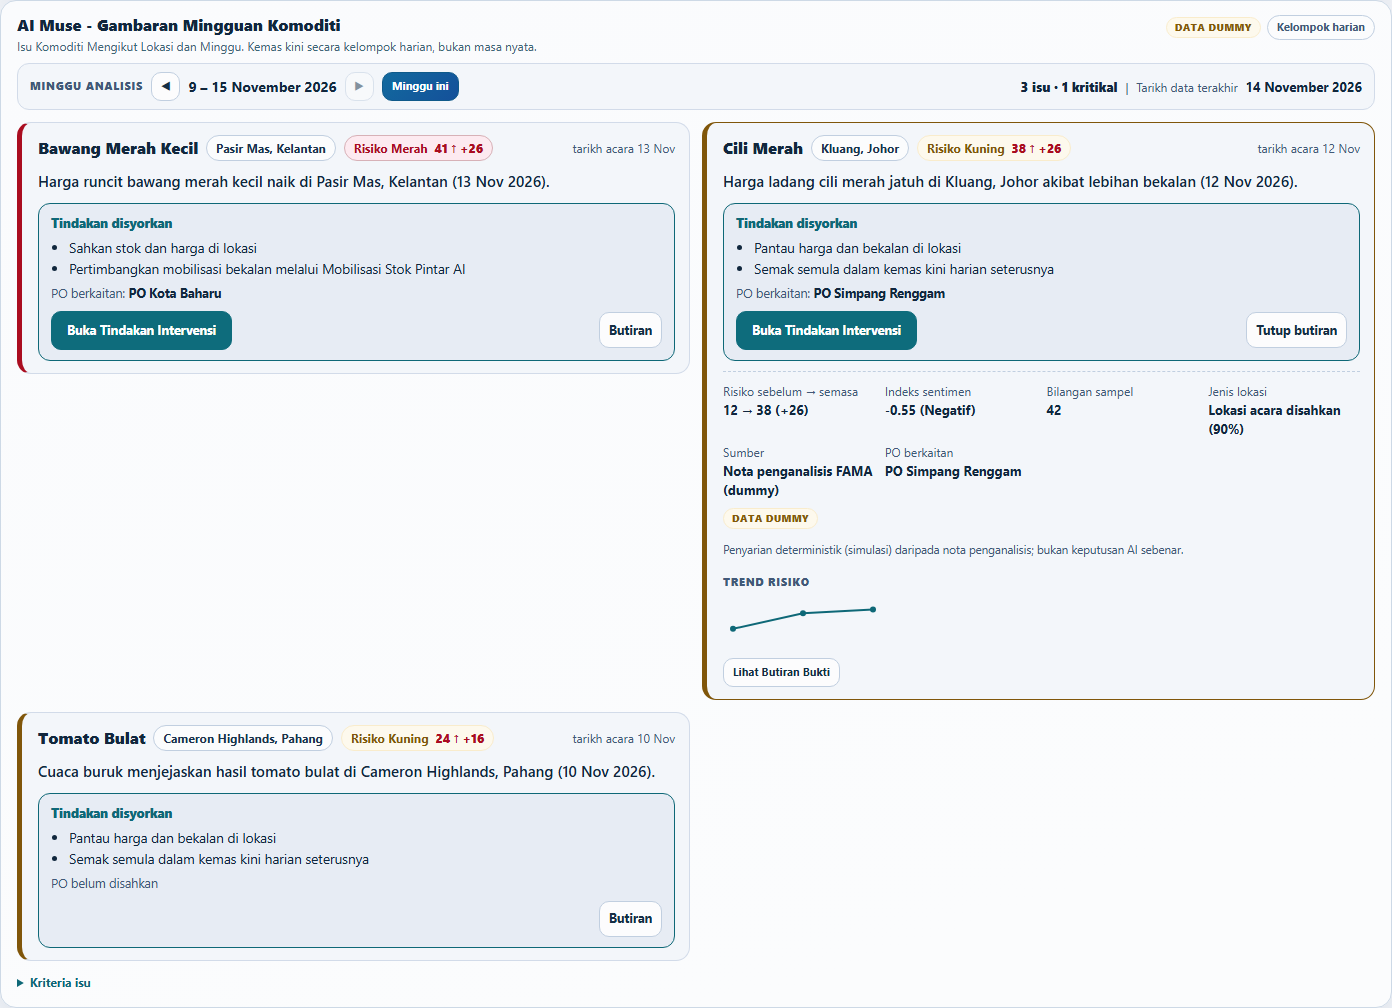 AI Muse - Gambaran Mingguan Komoditi
Isu Komoditi Mengikut Lokasi dan Minggu. Kemas kini secara kelompok harian, bukan masa nyata.
DATA DUMMY
Kelompok harian
MINGGU ANALISIS ◀ 9 – 15 November 2026 ▶ Minggu ini
3 isu • 1 kritikal | Tarikh data terakhir 14 November 2026
Bawang Merah Kecil
Pasir Mas, Kelantan
Risiko Merah 41 ↑ +26
tarikh acara 13 Nov
Harga runcit bawang merah kecil naik di Pasir Mas, Kelantan (13 Nov 2026).
Tindakan disyorkan
• Sahkan stok dan harga di lokasi
• Pertimbangkan mobilisasi bekalan melalui Mobilisasi Stok Pintar AI
PO berkaitan: PO Kota Baharu
Buka Tindakan Intervensi
Butiran
Cili Merah
Kluang, Johor
Risiko Kuning 38 ↑ +26
tarikh acara 12 Nov
Harga ladang cili merah jatuh di Kluang, Johor akibat lebihan bekalan (12 Nov 2026).
Tindakan disyorkan
• Pantau harga dan bekalan di lokasi
• Semak semula dalam kemas kini harian seterusnya
PO berkaitan: PO Simpang Renggam
Buka Tindakan Intervensi
Tutup butiran
Risiko sebelum → semasa
12 → 38 (+26)
Indeks sentimen
-0.55 (Negatif)
Bilangan sampel
42
Jenis lokasi
Lokasi acara disahkan
(90%)
Sumber
Nota penganalisis FAMA
(dummy)
PO berkaitan
PO Simpang Renggam
DATA DUMMY
Penyarian deterministik (simulasi) daripada nota penganalisis; bukan keputusan AI sebenar.
TREND RISIKO
Lihat Butiran Bukti
Tomato Bulat
Cameron Highlands, Pahang
Risiko Kuning 24 ↑ +16
tarikh acara 10 Nov
Cuaca buruk menjejaskan hasil tomato bulat di Cameron Highlands, Pahang (10 Nov 2026).
Tindakan disyorkan
• Pantau harga dan bekalan di lokasi
• Semak semula dalam kemas kini harian seterusnya
PO belum disahkan
Butiran
▶ Kriteria isu